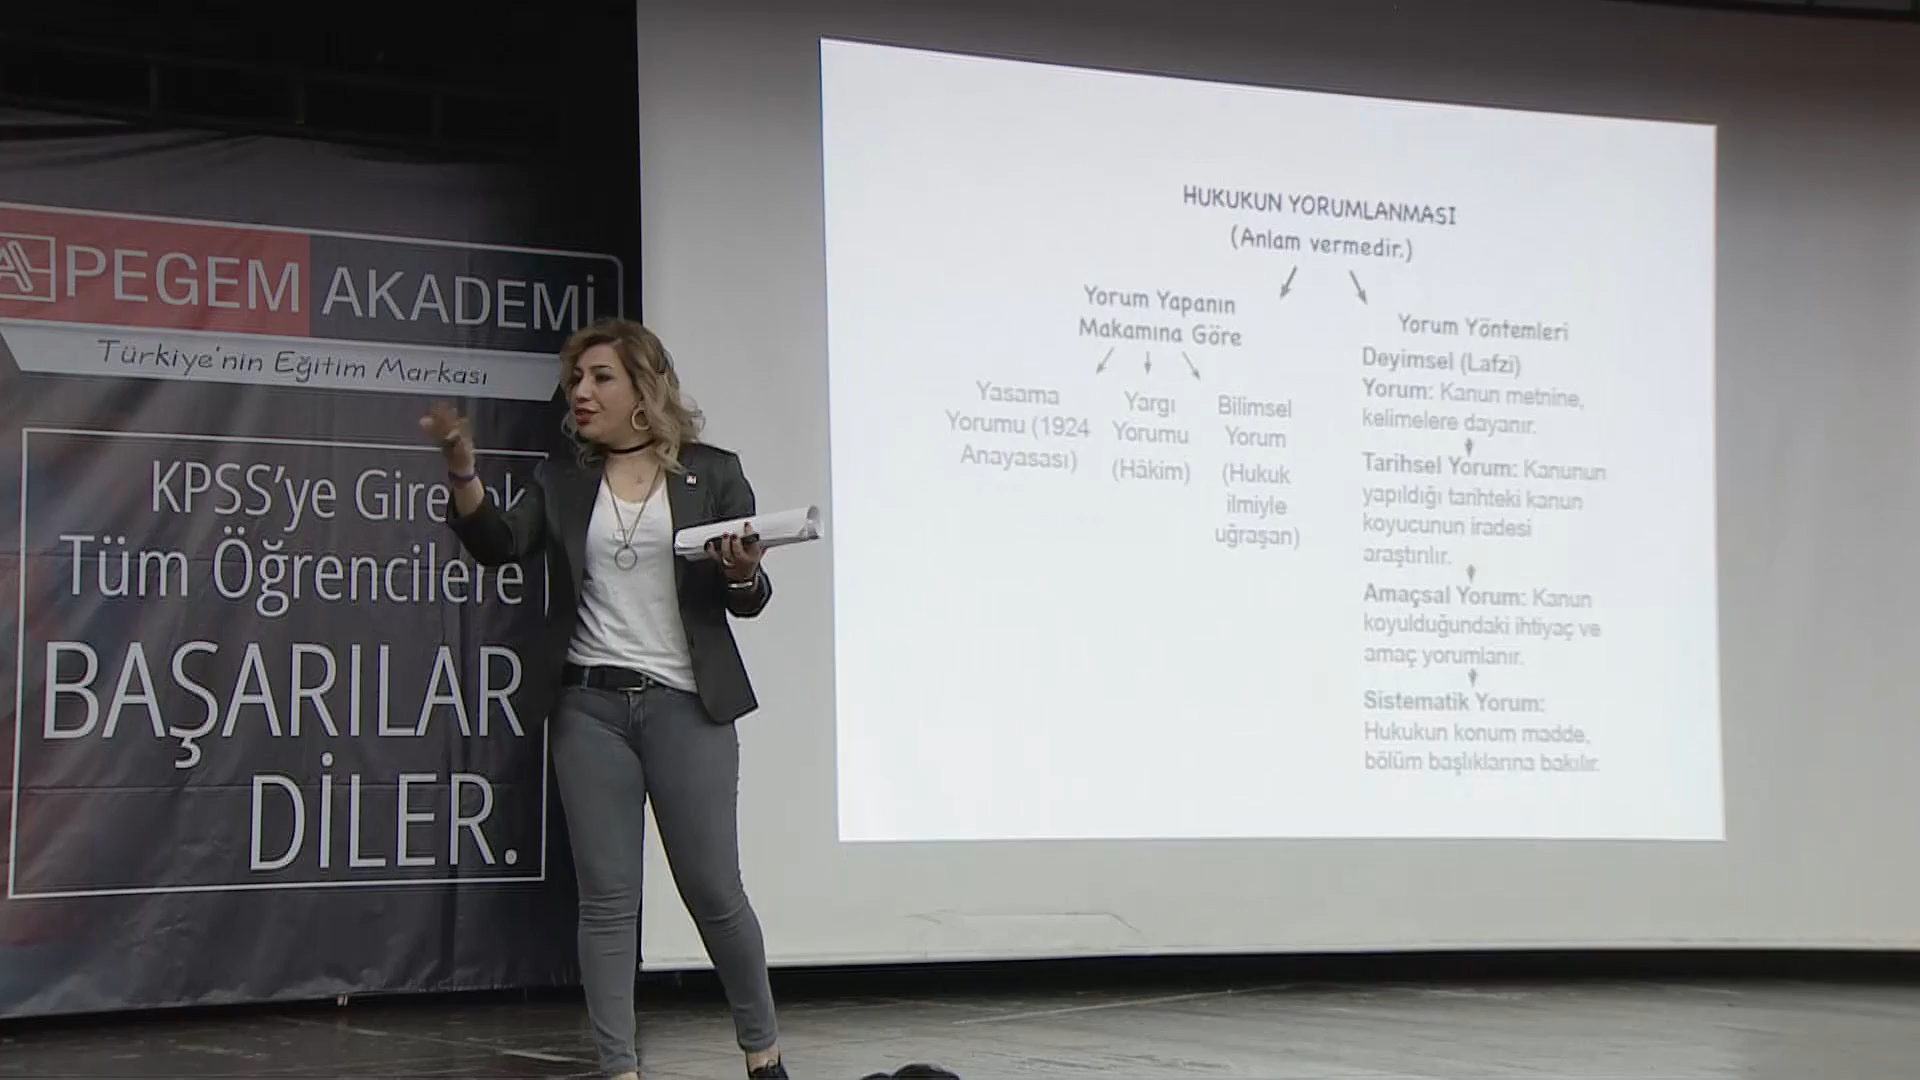 PEGEM AKADEMİ
Türkiye'nin Eğitim Markası
KPSS'ye
Tüm Öğrencilere
BAŞARILAR
DİLER.
HUKUKUN YORUMLANMASI
(Anlam vermedir.)
Yorum Yapanın
Makamına Göre
Yasama
Yorumu (1924
Anayasası)
Yargı
Yorumu
(Hâkim)
Bilimsel
Yorum
(Hukuk
ilmiyle
uğraşan)
Yorum Yöntemleri
Deyimsel (Lafzi)
Yorum: Kanun metnine,
kelimelere dayanır.
Tarihsel Yorum: Kanunun
yapıldığı tarihteki kanun
koyucunun iradesi
araştırılır.
Amaçsal Yorum: Kanun
koyulduğundaki ihtiyaç ve
amaç yorumlanır.
Sistematik Yorum:
Hukukun konum madde,
bölüm başlıklarına bakılır.